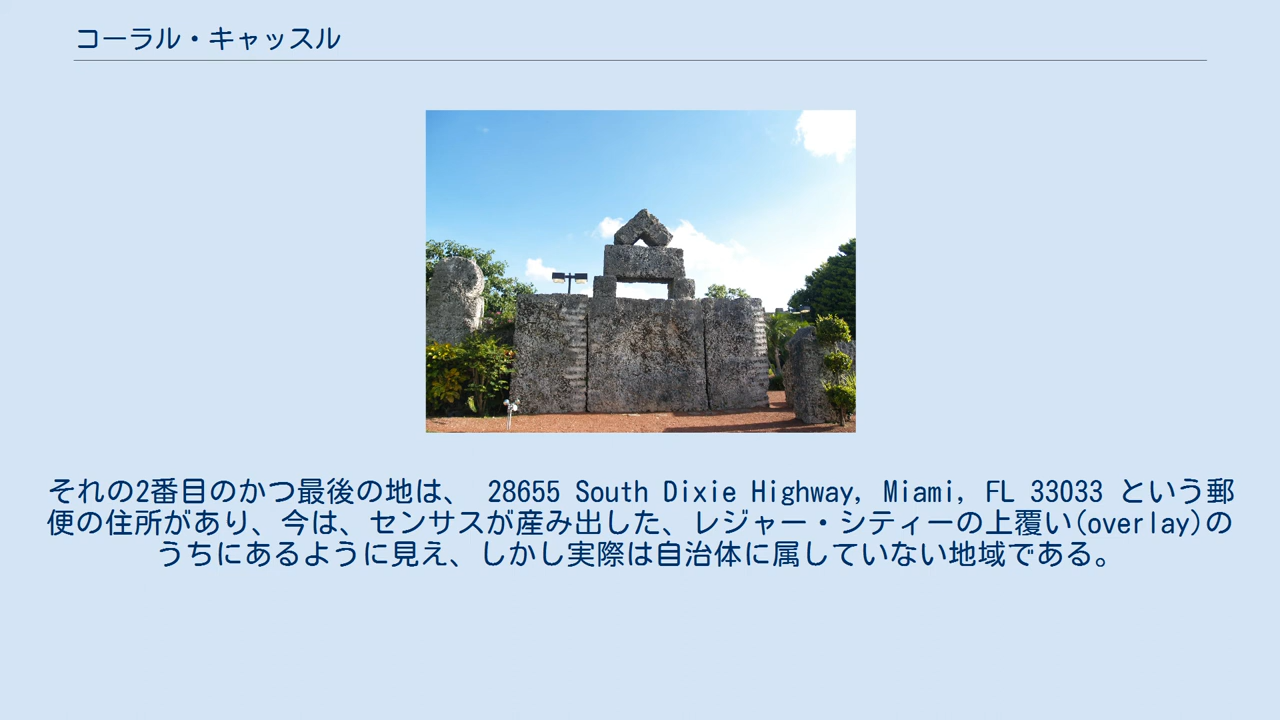 コーラル・キャッスル
それの2番目のかつ最後の地は、 28655 South Dixie Highway, Miami, FL 33033 という郵
便の住所があり、今は、センサスが産み出した、レジャー・シティーの上覆い(overlay)の
うちにあるように見え、しかし実際は自治体に属していない地域である。